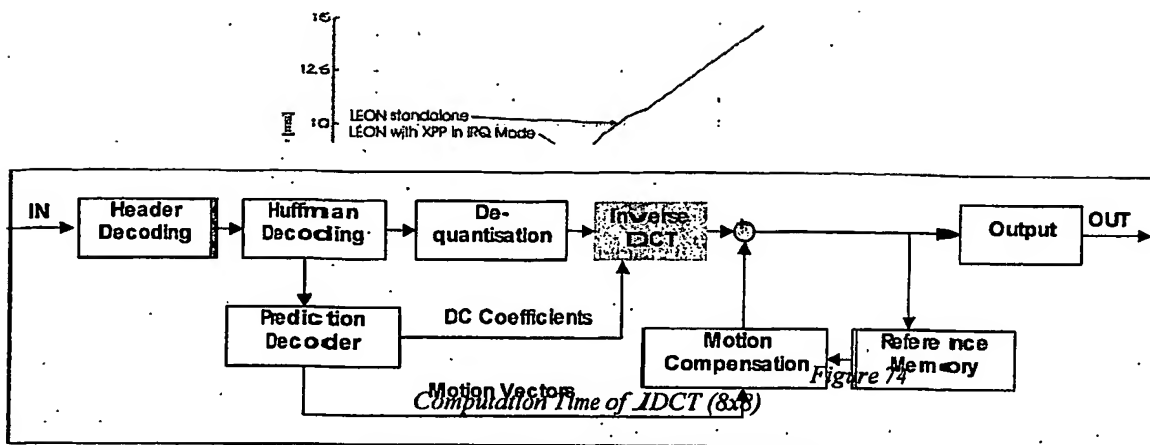 15
12.5
10
[ms]
LEON standalone
LEON with XPP in IRQ Mode
IN
Header
Decoding
Huffman
Decoding
De-
quantisation
Inverse
IDCT
+
Output
OUT
Prediction
Decoder
DC Coefficients
Motion
Compensation
Reference
Memory
Figure 74
Motion Vectors
Computation Time of IDCT (8x8)